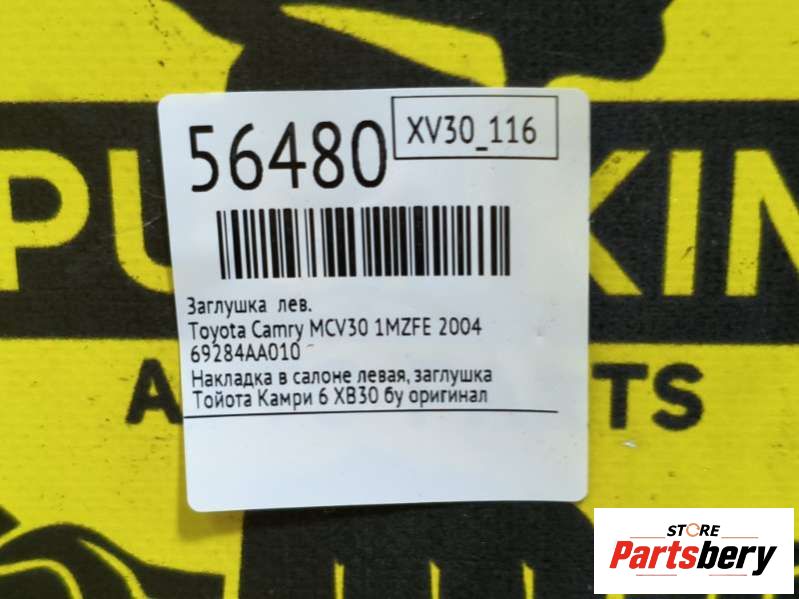 56480
XV30_116
Заглушка лев.
Toyota Camry MCV30 1MZFE 2004
69284AA010
Накладка в салоне левая, заглушка
Тойота Камри 6 ХВ30 бу оригинал
STORE
Partsbery